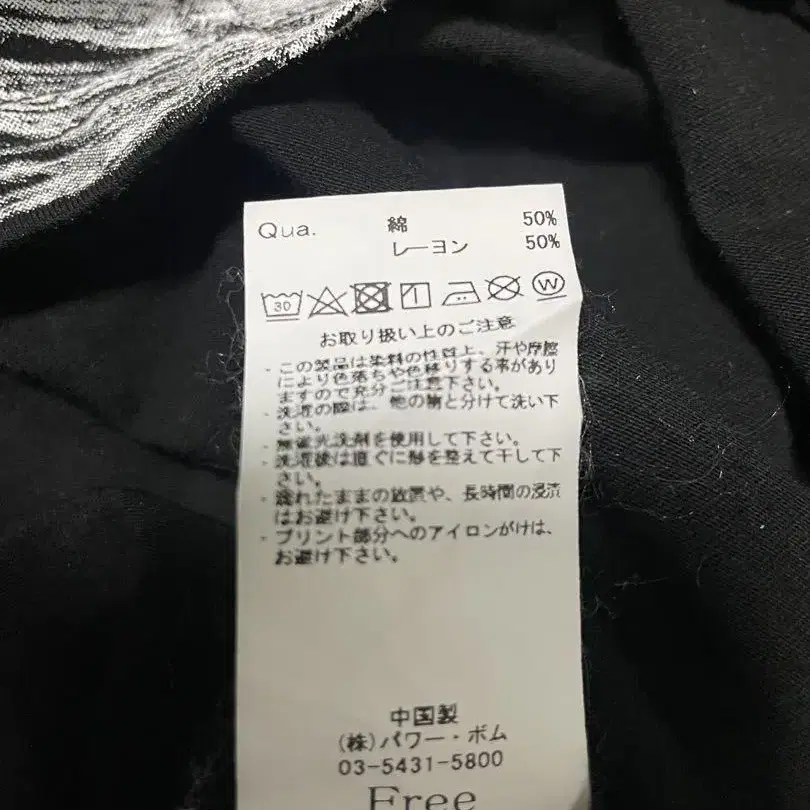 Qua. 綿 50%
レーヨン 50%
30 W
お取り扱い上のご注意
・この製品は染料の性質上、汗や摩擦
により色落ちや色移りする事があり
ますので充分ご注意下さい。
・洗濯の際は、他の物と分けて洗い下
さい。
・無蛍光洗剤を使用して下さい。
・洗濯後は直ぐに形を整えて干して下
さい。
・濡れたままの放置や、長時間の浸漬
はお避け下さい。
・プリント部分へのアイロンがけは、
お避け下さい。
中国製
(株)パワー・ボム
03-5431-5800
Free